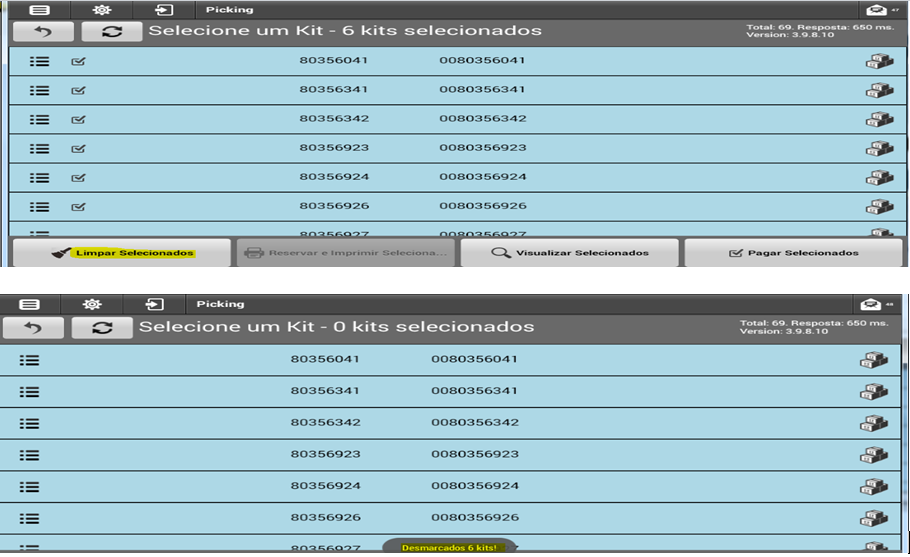 Picking 47
Selecione um Kit - 6 kits selecionados
Total: 69. Resposta: 650 ms.
Version: 3.9.8.10
80356041 0080356041
80356341 0080356341
80356342 0080356342
80356923 0080356923
80356924 0080356924
80356926 0080356926
80356927 0080356927
Limpar Selecionados Reservar e Imprimir Seleciona... Visualizar Selecionados Pagar Selecionados
Picking
Selecione um Kit - 0 kits selecionados
Total: 69. Resposta: 650 ms.
Version: 3.9.8.10
80356041 0080356041
80356341 0080356341
80356342 0080356342
80356923 0080356923
80356924 0080356924
80356926 0080356926
80356927
Desmarcados 6 kits!